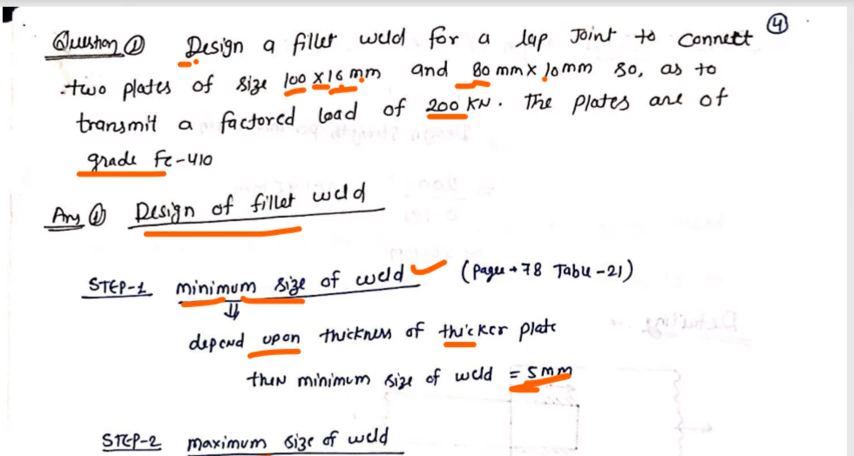 ④
Question ① Design a fillet weld for a lap Joint to connect
two plates of size 100 x 16 mm and 80 mm x 10mm so, as to
transmit a factored load of 200 KN. The plates are of
grade Fe-410
Ans ① Design of fillet weld
STEP-1 minimum size of weld ✓ (Page → 78 Table -21)
⇓
depend upon thickness of thicker plate
then minimum size of weld = 5mm
STEP-2 maximum size of weld